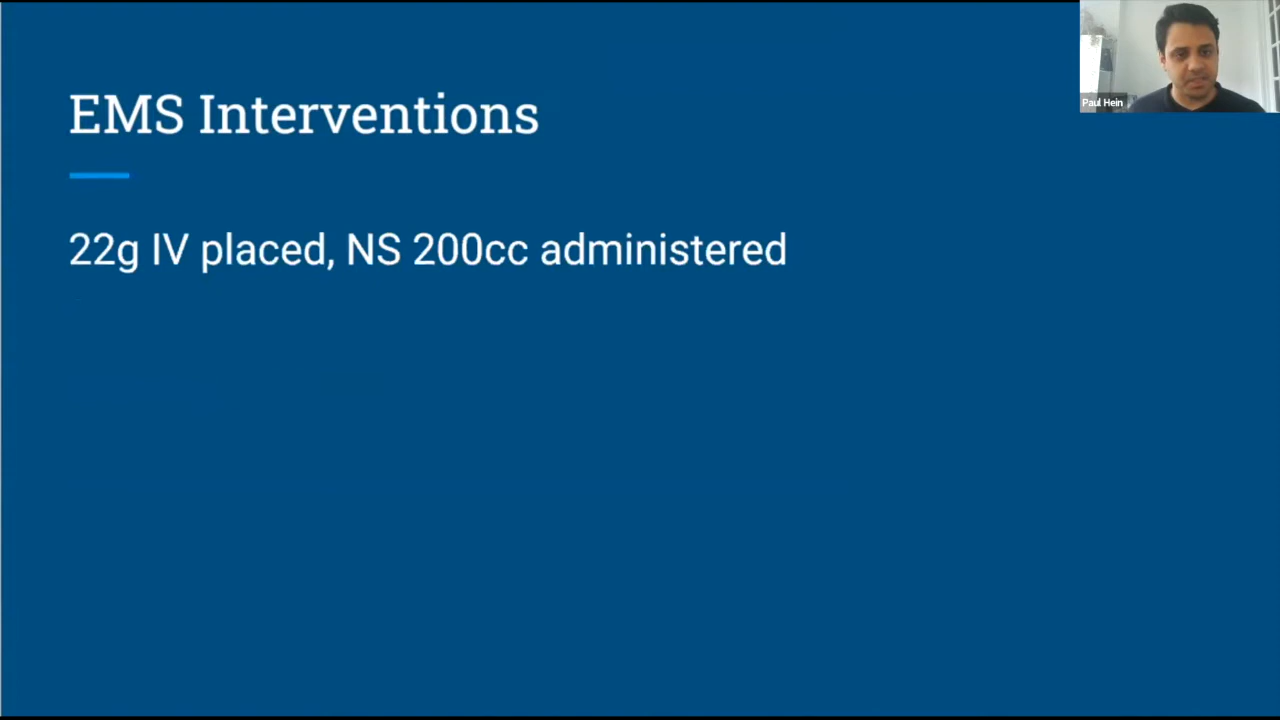 EMS Interventions
22g IV placed, NS 200cc administered
Paul Hein